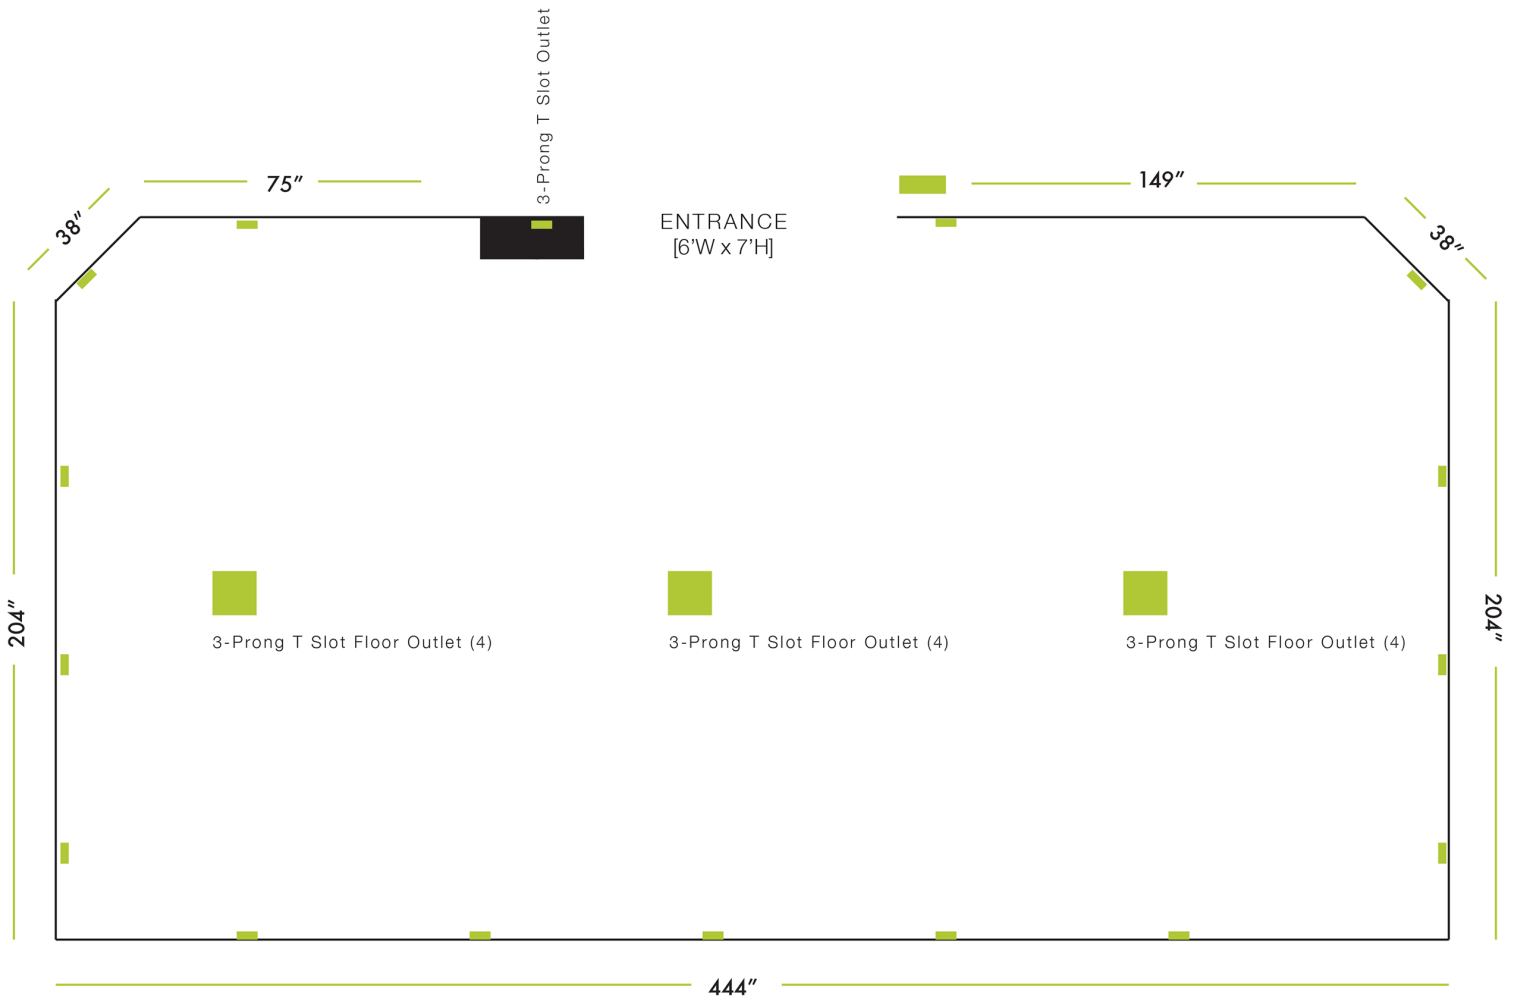 3-Prong T Slot Outlet
75″
149″
38″
38″
ENTRANCE
[6’W x 7’H]
204″
204″
3-Prong T Slot Floor Outlet (4)
3-Prong T Slot Floor Outlet (4)
3-Prong T Slot Floor Outlet (4)
444″